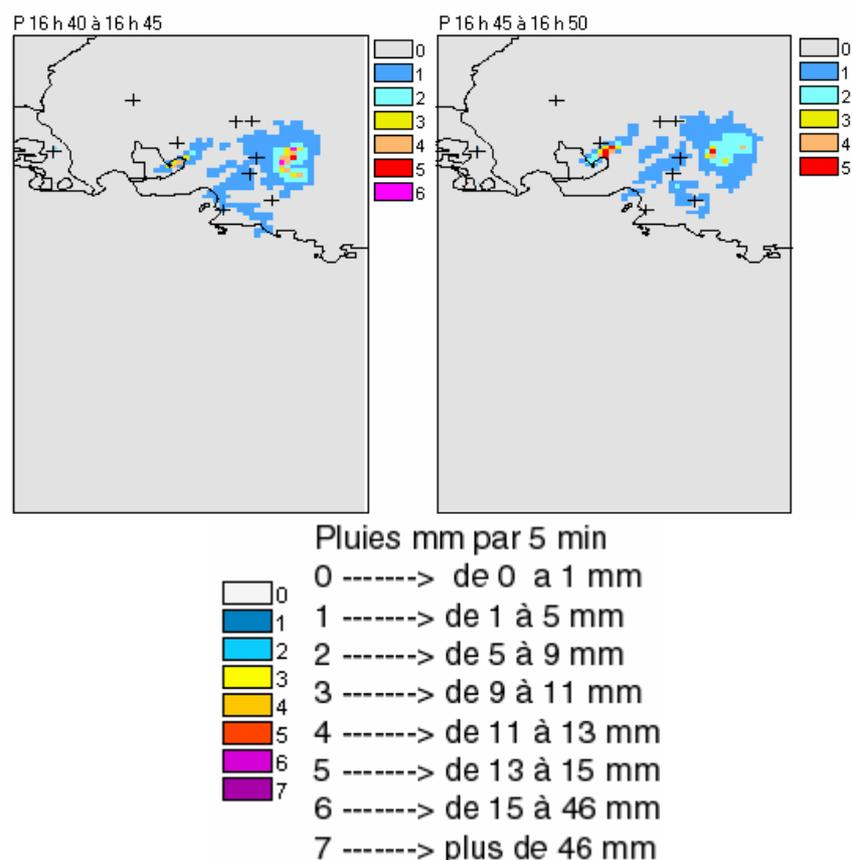 P 16 h 40 à 16 h 45
0
1
2
3
4
5
6
P 16 h 45 à 16 h 50
0
1
2
3
4
5
Pluies mm par 5 min
0 -------> de 0 a 1 mm
1 -------> de 1 à 5 mm
2 -------> de 5 à 9 mm
3 -------> de 9 à 11 mm
4 -------> de 11 à 13 mm
5 -------> de 13 à 15 mm
6 -------> de 15 à 46 mm
7 -------> plus de 46 mm
0
1
2
3
4
5
6
7